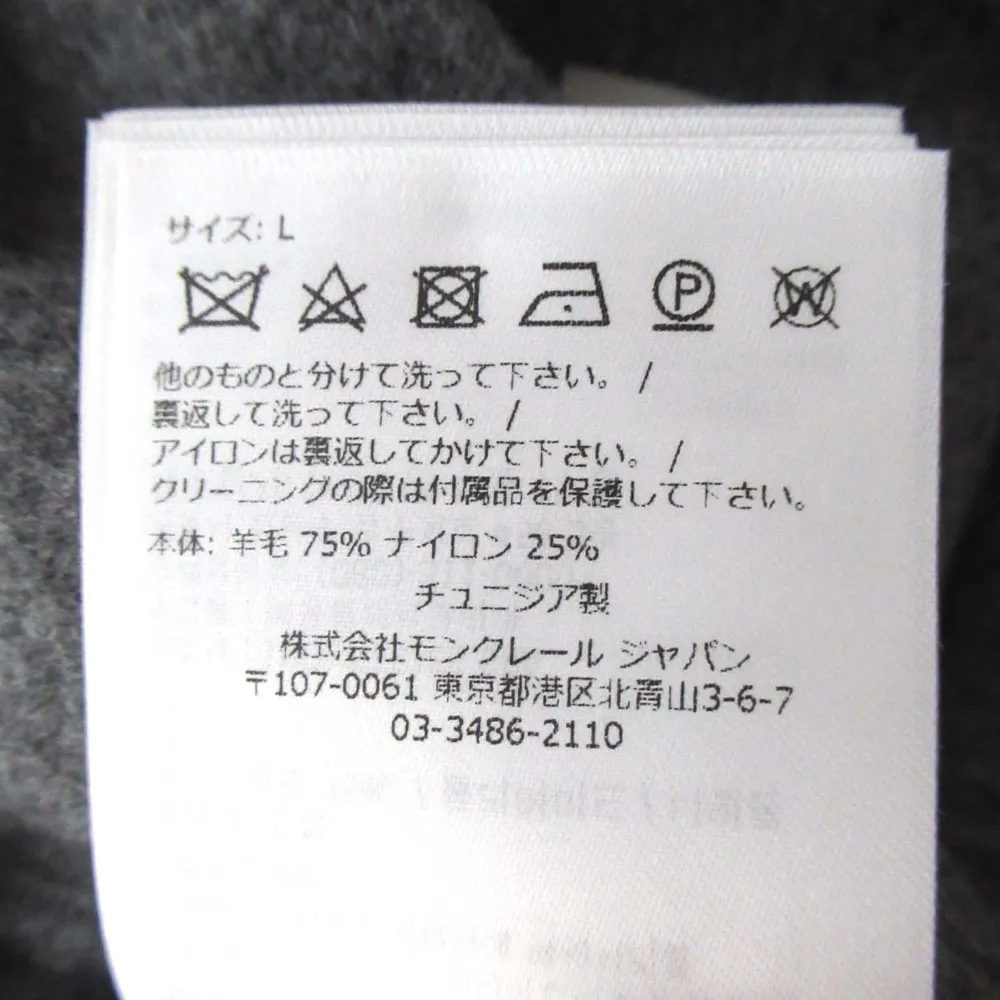 サイズ: L
P W
他のものと分けて洗って下さい。 /
裏返して洗って下さい。 /
アイロンは裏返してかけて下さい。 /
クリーニングの際は付属品を保護して下さい。
本体: 羊毛 75% ナイロン 25%
チュニジア製
株式会社モンクレール ジャパン
〒107-0061 東京都港区北青山3-6-7
03-3486-2110